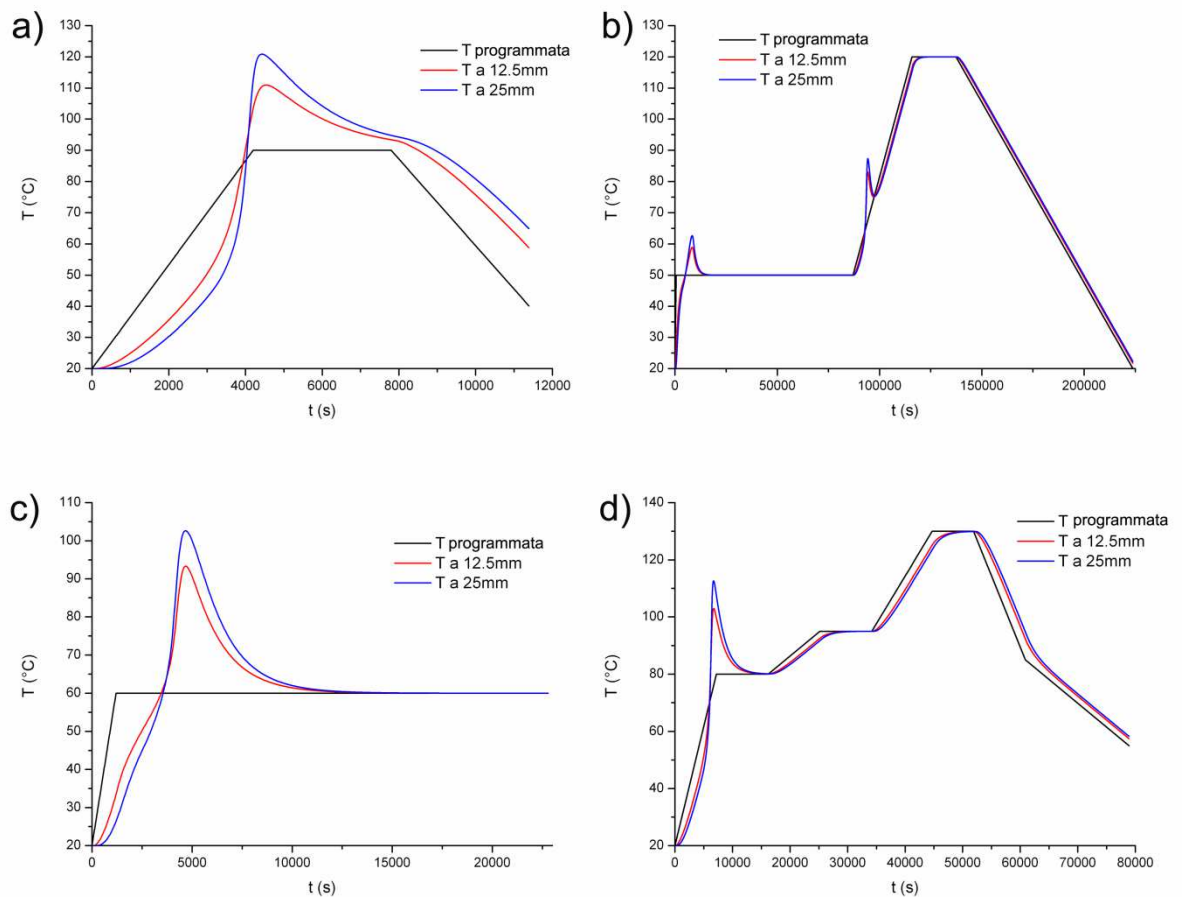 a)
T (°C)
130
120
110
100
90
80
70
60
50
40
30
20
0 2000 4000 6000 8000 10000 12000
t (s)
T programmata
T a 12.5mm
T a 25mm
b)
T (°C)
130
120
110
100
90
80
70
60
50
40
30
20
0 50000 100000 150000 200000
t (s)
T programmata
T a 12.5mm
T a 25mm
c)
T (°C)
110
100
90
80
70
60
50
40
30
20
0 5000 10000 15000 20000
t (s)
T programmata
T a 12.5mm
T a 25mm
d)
T (°C)
140
120
100
80
60
40
20
0 10000 20000 30000 40000 50000 60000 70000 80000
t (s)
T programmata
T a 12.5mm
T a 25mm